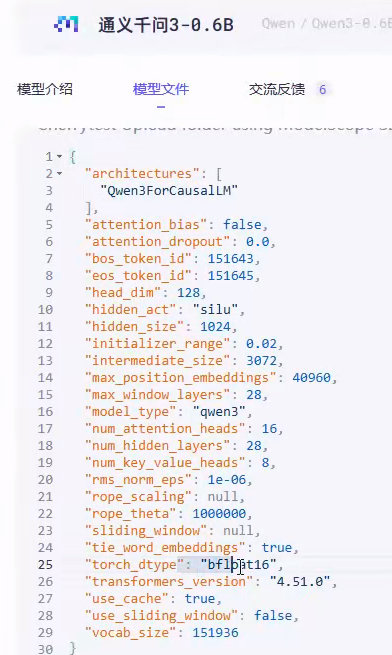 通义千问3-0.6B
Qwen / Qwen3-0.6B
模型介绍 模型文件 交流反馈 6
1 {
2 "architectures": [
3 "Qwen3ForCausalLM"
4 ],
5 "attention_bias": false,
6 "attention_dropout": 0.0,
7 "bos_token_id": 151643,
8 "eos_token_id": 151645,
9 "head_dim": 128,
10 "hidden_act": "silu",
11 "hidden_size": 1024,
12 "initializer_range": 0.02,
13 "intermediate_size": 3072,
14 "max_position_embeddings": 40960,
15 "max_window_layers": 28,
16 "model_type": "qwen3",
17 "num_attention_heads": 16,
18 "num_hidden_layers": 28,
19 "num_key_value_heads": 8,
20 "rms_norm_eps": 1e-06,
21 "rope_scaling": null,
22 "rope_theta": 1000000,
23 "sliding_window": null,
24 "tie_word_embeddings": true,
25 "torch_dtype": "bfloat16",
26 "transformers_version": "4.51.0",
27 "use_cache": true,
28 "use_sliding_window": false,
29 "vocab_size": 151936
30 }